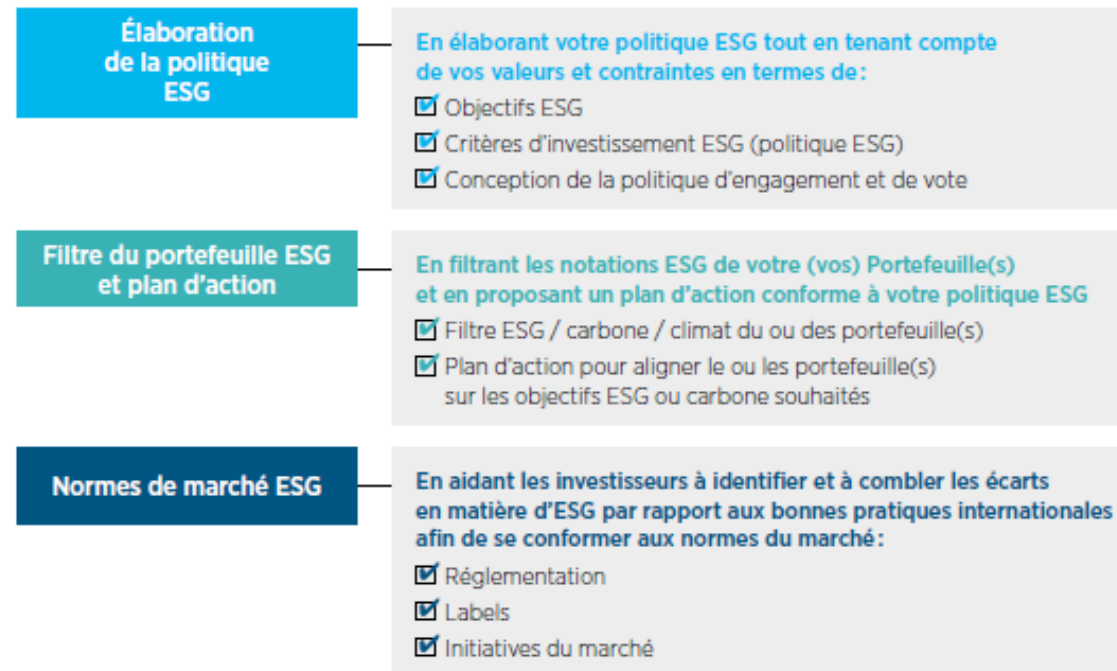 Élaboration
de la politique
ESG
En élaborant votre politique ESG tout en tenant compte
de vos valeurs et contraintes en termes de :
Objectifs ESG
Critères d'investissement ESG (politique ESG)
Conception de la politique d'engagement et de vote
Filtre du portefeuille ESG
et plan d'action
En filtrant les notations ESG de votre (vos) Portefeuille(s)
et en proposant un plan d'action conforme à votre politique ESG
Filtre ESG / carbone / climat du ou des portefeuille(s)
Plan d'action pour aligner le ou les portefeuille(s)
sur les objectifs ESG ou carbone souhaités
Normes de marché ESG
En aidant les investisseurs à identifier et à combler les écarts
en matière d'ESG par rapport aux bonnes pratiques internationales
afin de se conformer aux normes du marché :
Réglementation
Labels
Initiatives du marché